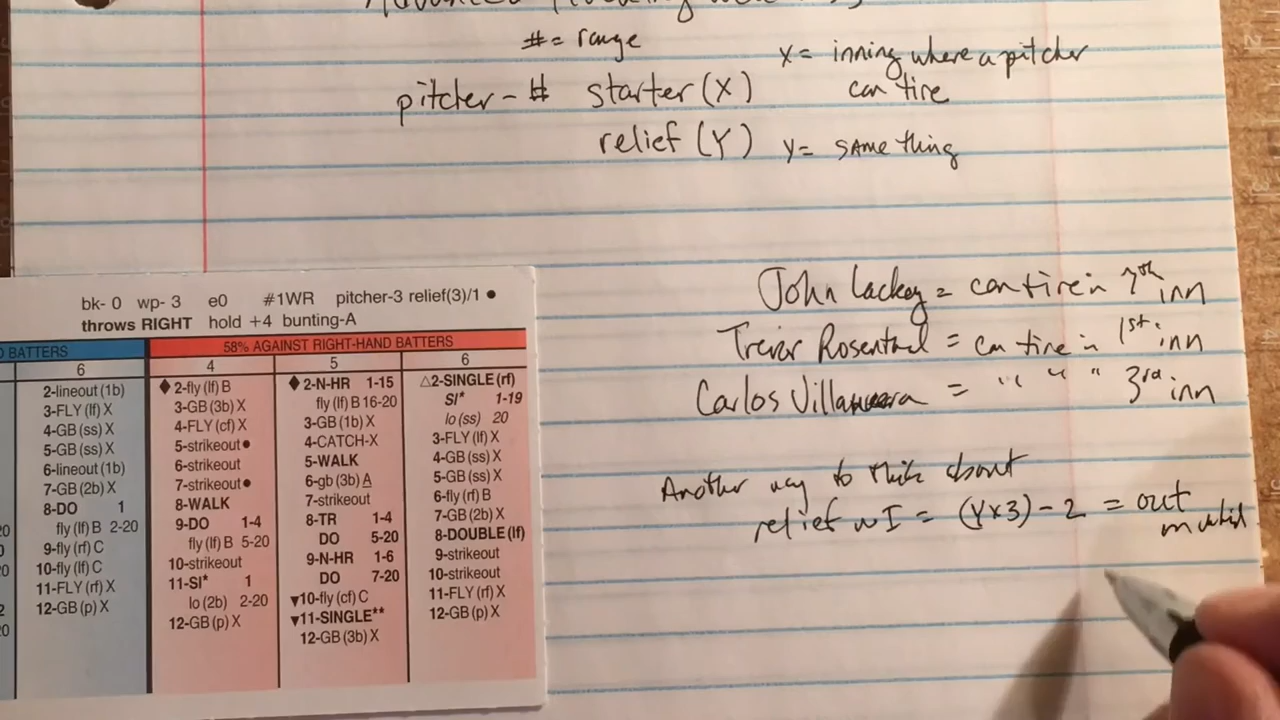 Advanced
# = range
pitcher - # starter (X)
relief (Y)
X = inning where a pitcher
can tire
Y = SAME thing
John Lackey = can tire in 7th inn
Trevor Rosenthal = can tire in 1st inn
Carlos Villanueva = " " " 3rd inn
Another way to think about
relief w I = (Yx3) - 2 = out
in which
bk- 0 wp- 3 e0 #1WR pitcher-3 relief(3)/1 ●
throws RIGHT hold +4 bunting-A
BATTERS
6
2-lineout (1b)
3-FLY (lf) X
4-GB (ss) X
5-GB (ss) X
6-lineout (1b)
7-GB (2b) X
8-DO 1
fly (lf) B 2-20
9-fly (rf) C
10-fly (lf) C
11-FLY (rf) X
12-GB (p) X
58% AGAINST RIGHT-HAND BATTERS
4
◆2-fly (lf) B
3-GB (3b) X
4-FLY (cf) X
5-strikeout●
6-strikeout
7-strikeout●
8-WALK
9-DO 1-4
fly (lf) B 5-20
10-strikeout
11-SI* 1
lo (2b) 2-20
12-GB (p) X
5
◆2-N-HR 1-15
fly (lf) B 16-20
3-GB (1b) X
4-CATCH-X
5-WALK
6-gb (3b) A
7-strikeout
8-TR 1-4
DO 5-20
9-N-HR 1-6
DO 7-20
▼10-fly (cf) C
▼11-SINGLE**
12-GB (3b) X
6
△2-SINGLE (rf)
SI* 1-19
lo (ss) 20
3-FLY (lf) X
4-GB (ss) X
5-GB (ss) X
6-fly (rf) B
7-GB (2b) X
8-DOUBLE (lf)
9-strikeout
10-strikeout
11-FLY (rf) X
12-GB (p) X